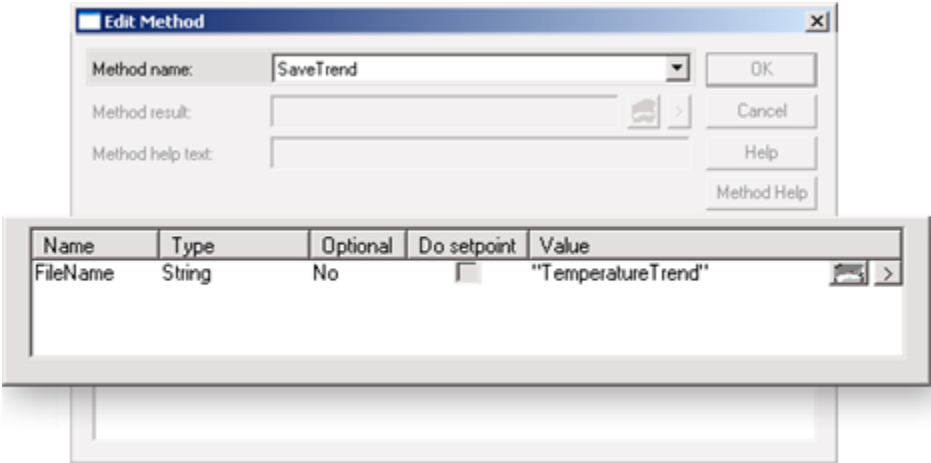 Edit Method
Method name: SaveTrend OK
Method result: > Cancel
Method help text: Help
Method Help
Name Type Optional Do setpoint Value
FileName String No "TemperatureTrend" >